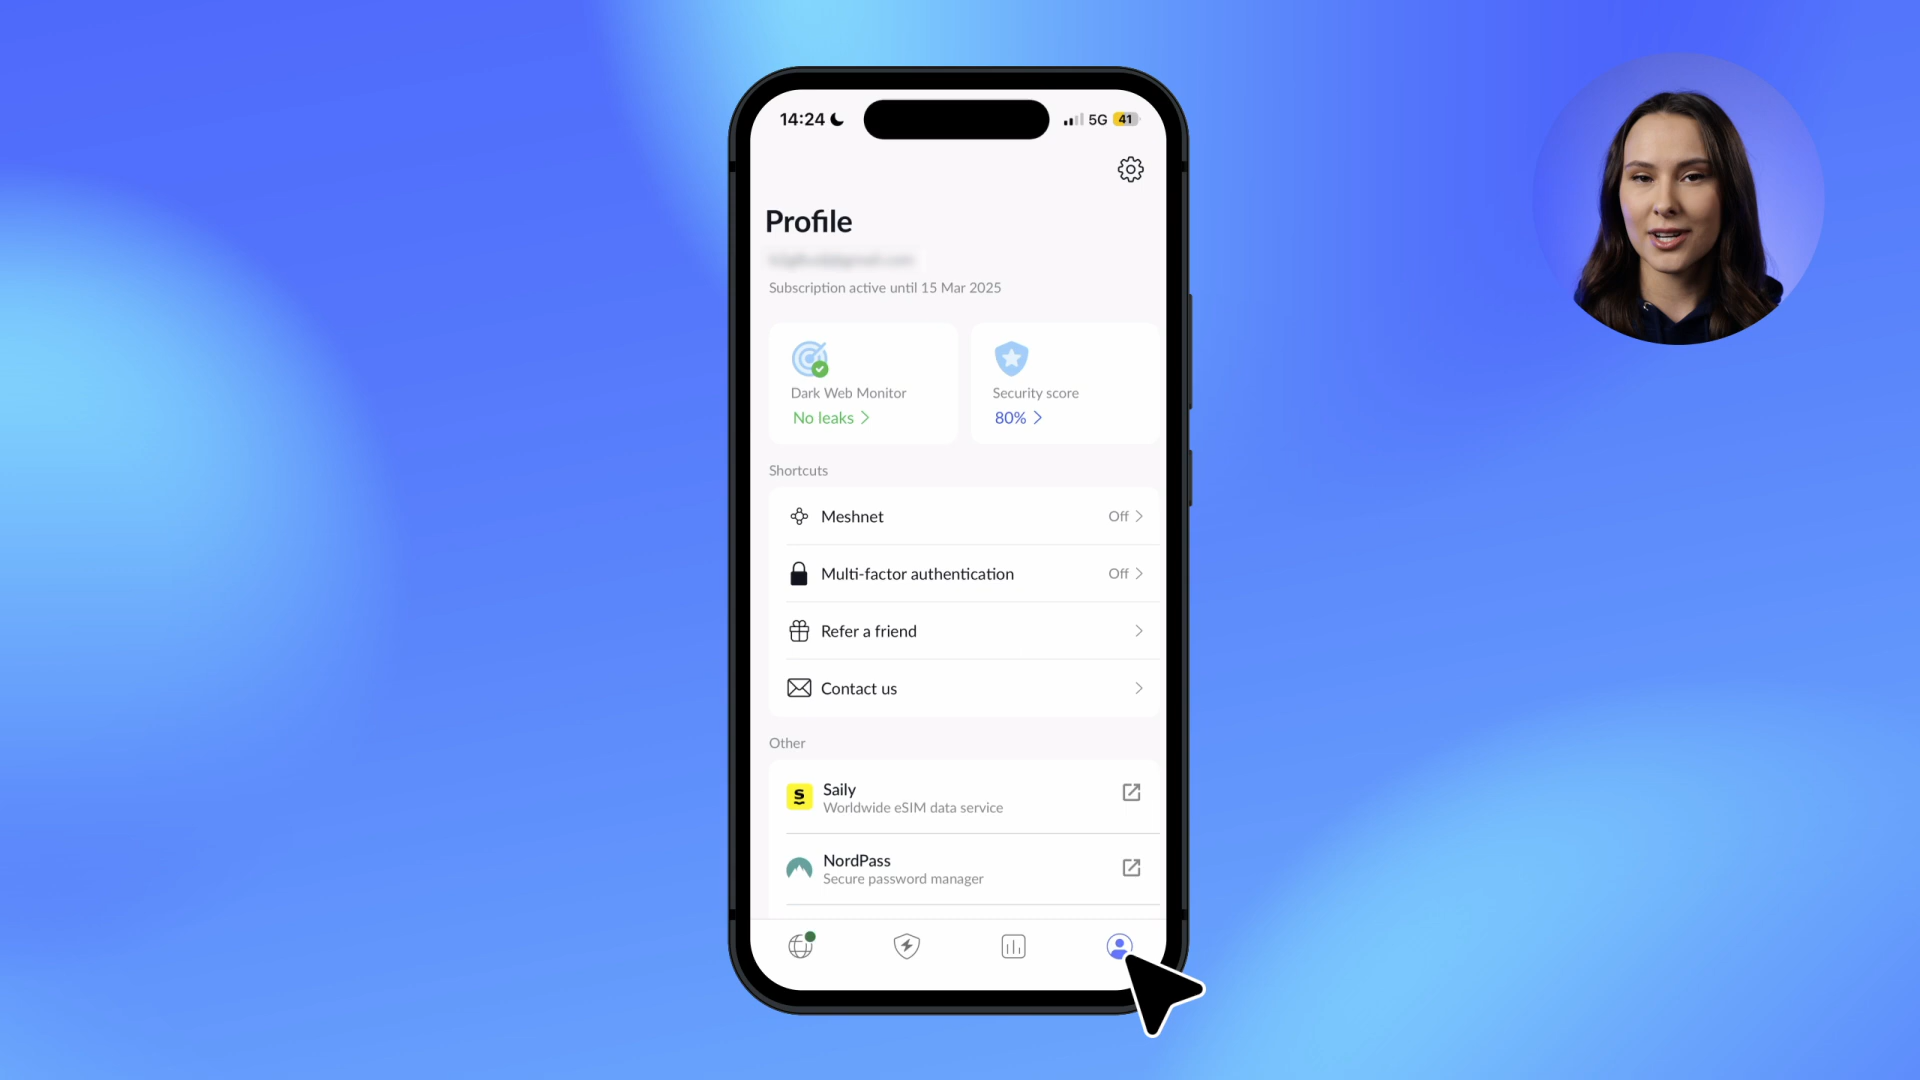 14:24
5G 41
Profile
Subscription active until 15 Mar 2025
Dark Web Monitor
No leaks
Security score
80%
Shortcuts
Meshnet
Off
Multi-factor authentication
Off
Refer a friend
Contact us
Other
S
Saily
Worldwide eSIM data service
NordPass
Secure password manager